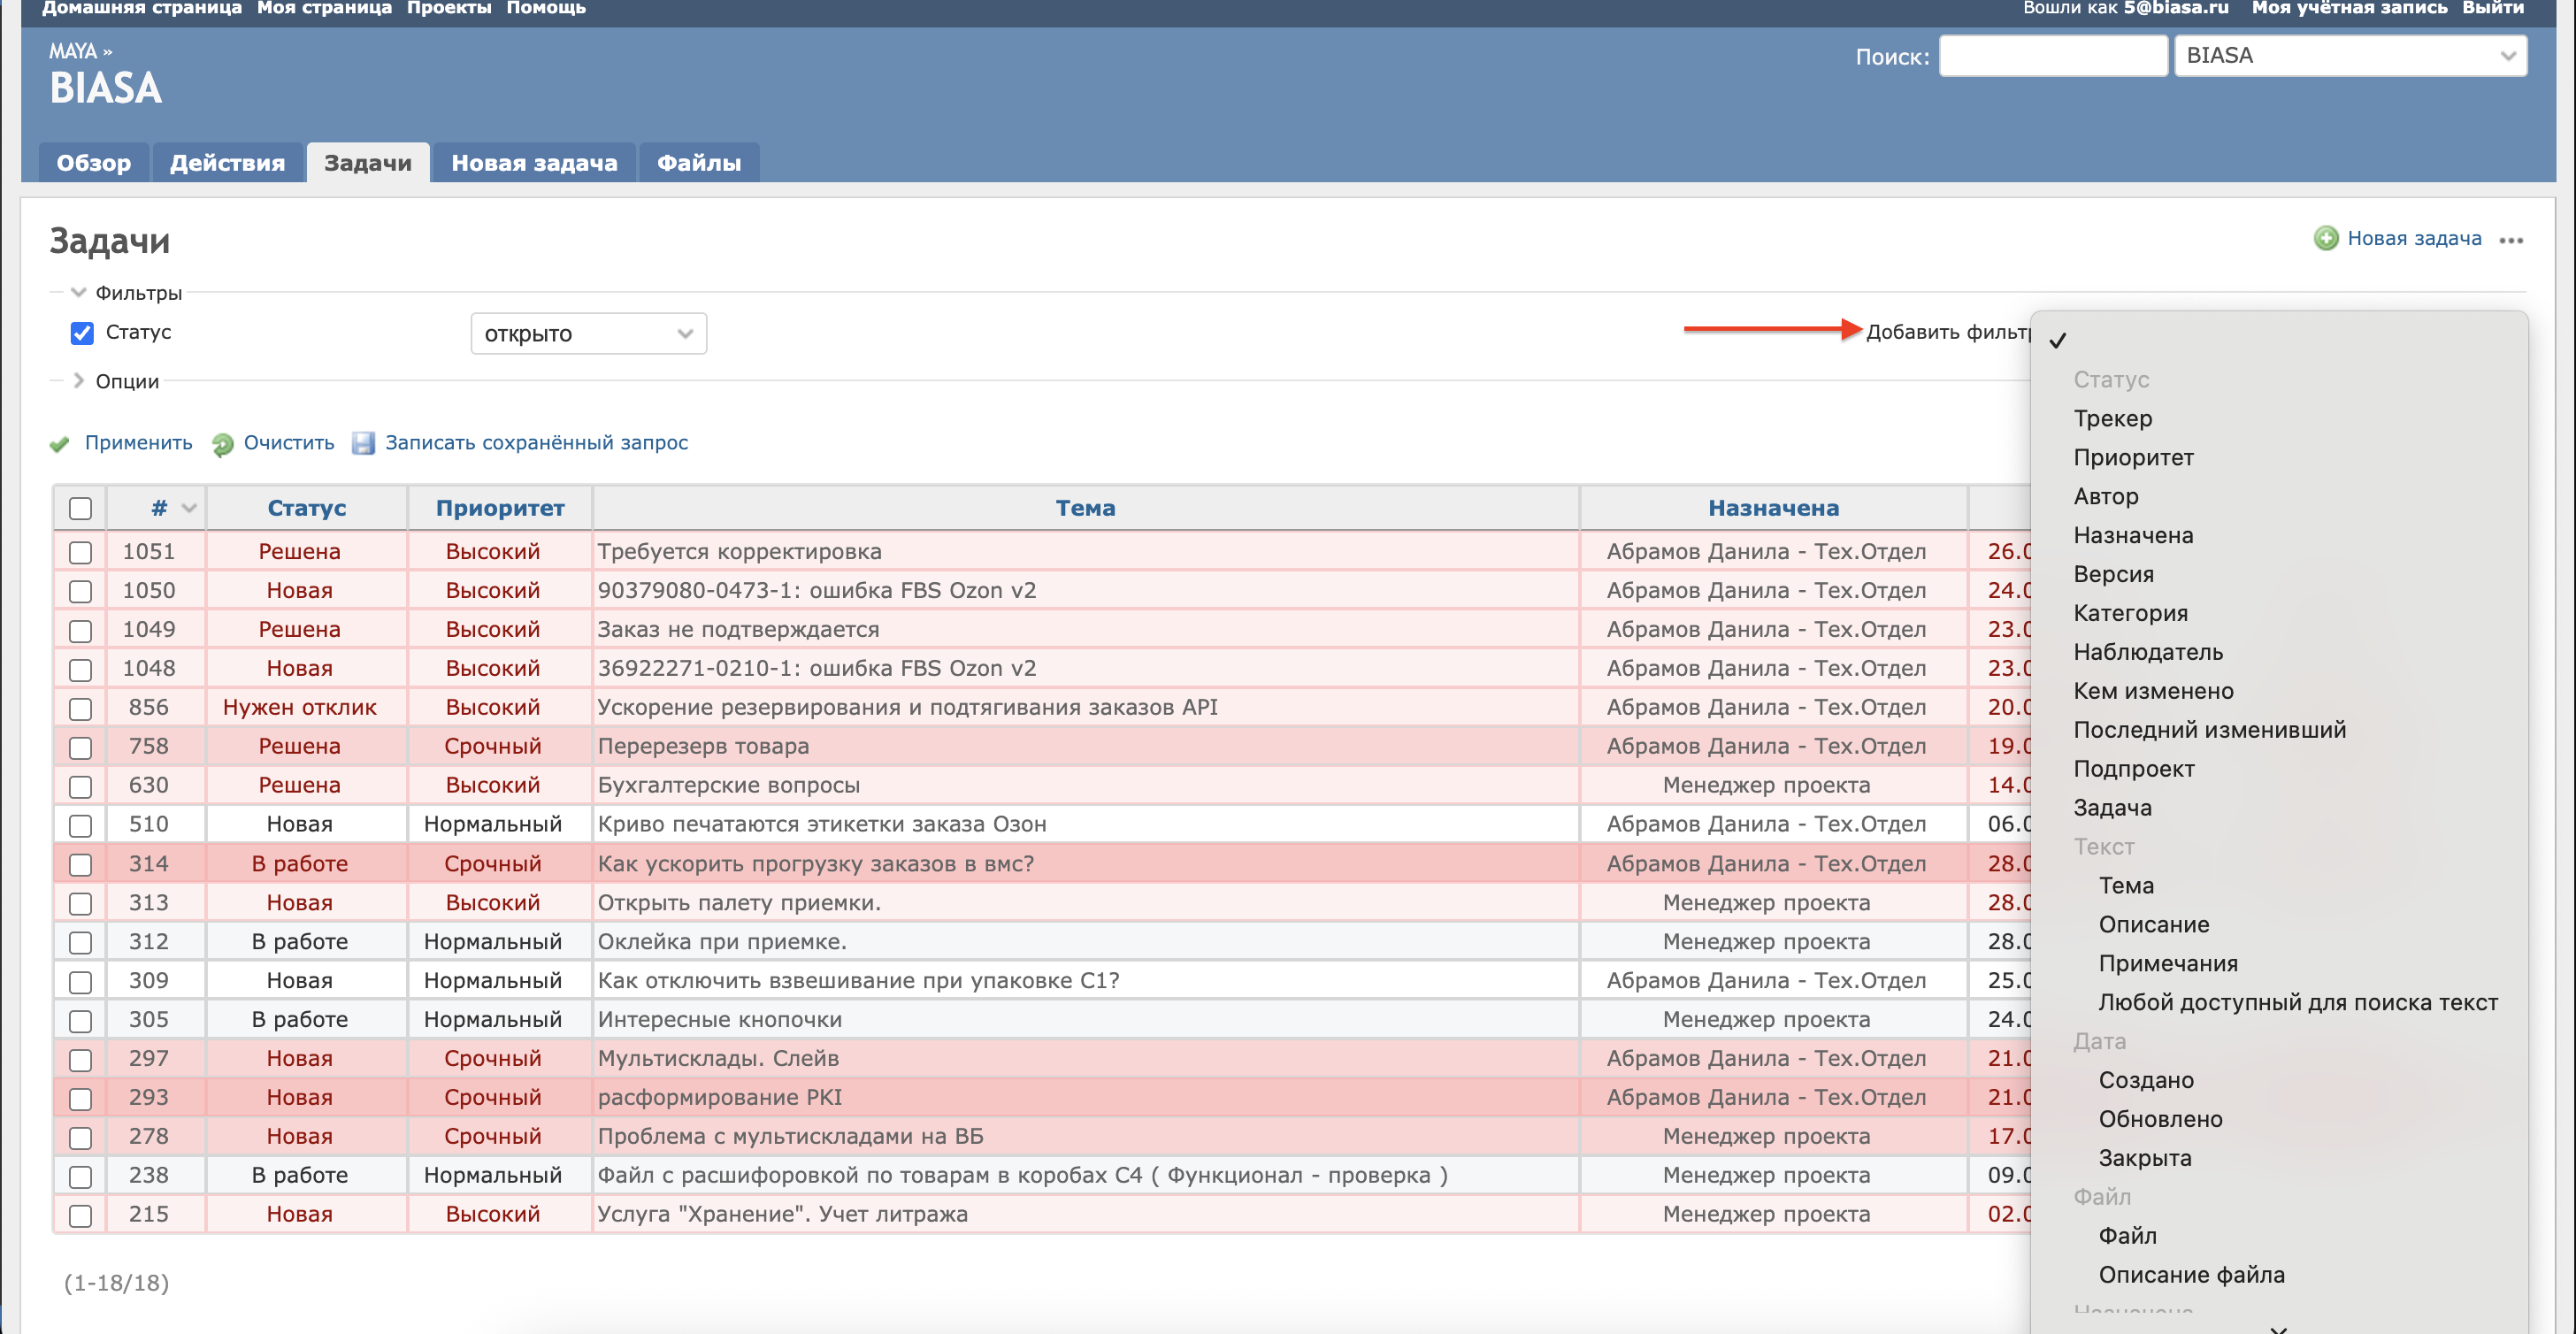 Домашняя страница Моя страница Проекты Помощь Вошли как 5@biasa.ru Моя учётная запись Выйти
MAYA »
BIASA
Поиск: BIASA
Обзор Действия Задачи Новая задача Файлы
Задачи
Новая задача •••
Фильтры
Статус открыто Добавить фильтр
Опции
Применить Очистить Записать сохранённый запрос
# Статус Приоритет Тема Назначена
1051 Решена Высокий Требуется корректировка Абрамов Данила - Тех.Отдел 26.0
1050 Новая Высокий 90379080-0473-1: ошибка FBS Ozon v2 Абрамов Данила - Тех.Отдел 24.0
1049 Решена Высокий Заказ не подтверждается Абрамов Данила - Тех.Отдел 23.0
1048 Новая Высокий 36922271-0210-1: ошибка FBS Ozon v2 Абрамов Данила - Тех.Отдел 23.0
856 Нужен отклик Высокий Ускорение резервирования и подтягивания заказов API Абрамов Данила - Тех.Отдел 20.0
758 Решена Срочный Перерезерв товара Абрамов Данила - Тех.Отдел 19.0
630 Решена Высокий Бухгалтерские вопросы Менеджер проекта 14.0
510 Новая Нормальный Криво печатаются этикетки заказа Озон Абрамов Данила - Тех.Отдел 06.0
314 В работе Срочный Как ускорить прогрузку заказов в вмс? Абрамов Данила - Тех.Отдел 28.0
313 Новая Высокий Открыть палету приемки. Менеджер проекта 28.0
312 В работе Нормальный Оклейка при приемке. Менеджер проекта 28.0
309 Новая Нормальный Как отключить взвешивание при упаковке С1? Абрамов Данила - Тех.Отдел 25.0
305 В работе Нормальный Интересные кнопочки Менеджер проекта 24.0
297 Новая Срочный Мультисклады. Слейв Абрамов Данила - Тех.Отдел 21.0
293 Новая Срочный расформирование PKI Абрамов Данила - Тех.Отдел 21.0
278 Новая Срочный Проблема с мультискладами на ВБ Менеджер проекта 17.0
238 В работе Нормальный Файл с расшифоровкой по товарам в коробах С4 ( Функционал - проверка ) Менеджер проекта 09.0
215 Новая Высокий Услуга "Хранение". Учет литража Менеджер проекта 02.0
(1-18/18)
Статус
Трекер
Приоритет
Автор
Назначена
Версия
Категория
Наблюдатель
Кем изменено
Последний изменивший
Подпроект
Задача
Текст
Тема
Описание
Примечания
Любой доступный для поиска текст
Дата
Создано
Обновлено
Закрыта
Файл
Файл
Описание файла
Назначена